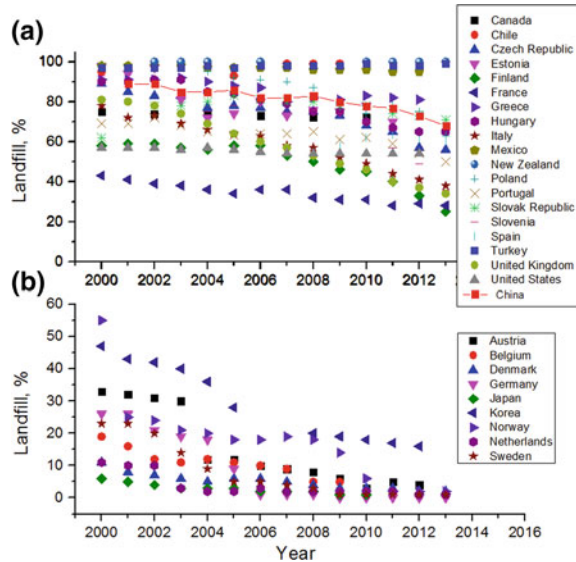 (a)
Landfill, %
100
80
60
40
20
0
2000 2002 2004 2006 2008 2010 2012
Canada
Chile
Czech Republic
Estonia
Finland
France
Greece
Hungary
Italy
Mexico
New Zealand
Poland
Portugal
Slovak Republic
Slovenia
Spain
Turkey
United Kingdom
United States
China
(b)
Landfill, %
60
50
40
30
20
10
0
2000 2002 2004 2006 2008 2010 2012 2014 2016
Year
Austria
Belgium
Denmark
Germany
Japan
Korea
Norway
Netherlands
Sweden